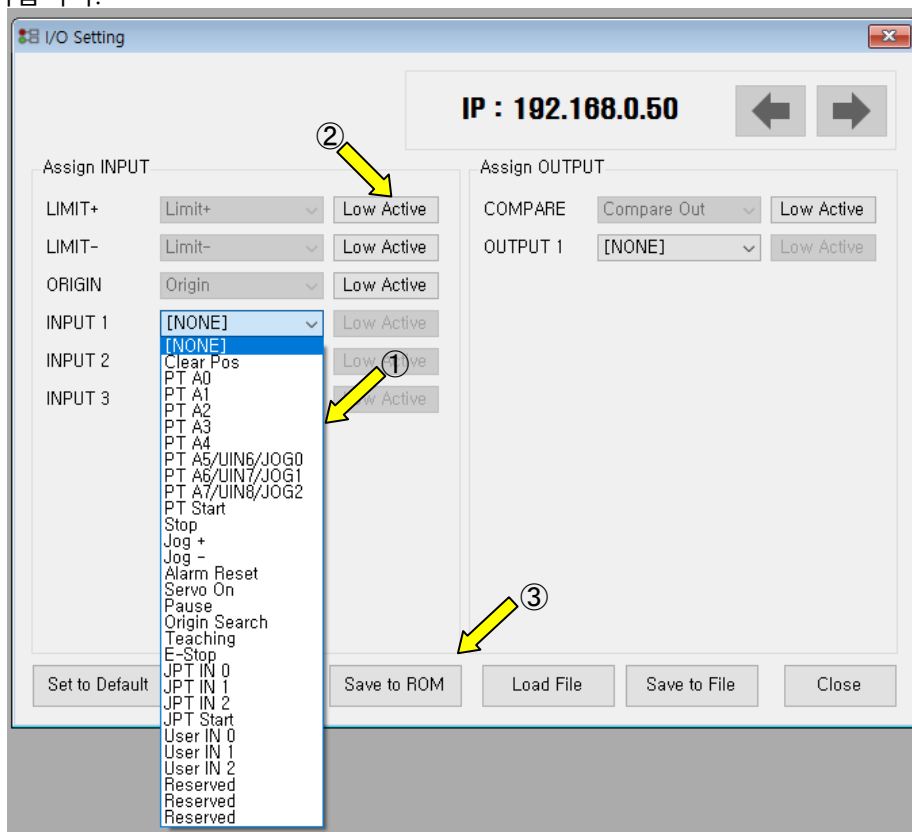 I/O Setting
IP : 192.168.0.50
②
Assign INPUT
Assign OUTPUT
LIMIT+ Limit+ Low Active
COMPARE Compare Out Low Active
LIMIT- Limit- Low Active
OUTPUT 1 [NONE] Low Active
ORIGIN Origin Low Active
INPUT 1 [NONE] Low Active
INPUT 2
INPUT 3
①
[NONE]
Clear Pos
PT A0
PT A1
PT A2
PT A3
PT A4
PT A5/UIN6/JOG0
PT A6/UIN7/JOG1
PT A7/UIN8/JOG2
PT Start
Stop
Jog +
Jog -
Alarm Reset
Servo On
Pause
Origin Search
Teaching
E-Stop
JPT IN 0
JPT IN 1
JPT IN 2
JPT Start
User IN 0
User IN 1
User IN 2
Reserved
Reserved
Reserved
③
Set to Default
Save to ROM
Load File
Save to File
Close